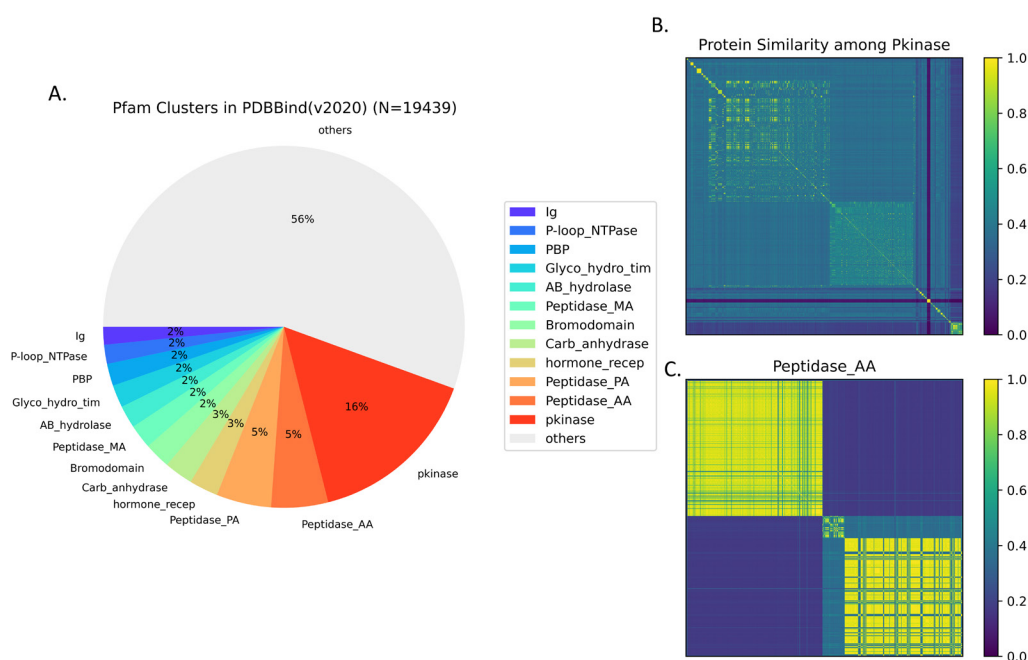 A.
Pfam Clusters in PDBBind(v2020) (N=19439)
others
56%
Ig
2%
P-loop_NTPase
2%
PBP
2%
Glyco_hydro_tim
2%
AB_hydrolase
2%
Peptidase_MA
2%
Bromodomain
2%
Carb_anhydrase
3%
hormone_recep
3%
Peptidase_PA
5%
Peptidase_AA
5%
pkinase
16%
Ig
P-loop_NTPase
PBP
Glyco_hydro_tim
AB_hydrolase
Peptidase_MA
Bromodomain
Carb_anhydrase
hormone_recep
Peptidase_PA
Peptidase_AA
pkinase
others
B.
Protein Similarity among Pkinase
1.0
0.8
0.6
0.4
0.2
0.0
C.
Peptidase_AA
1.0
0.8
0.6
0.4
0.2
0.0